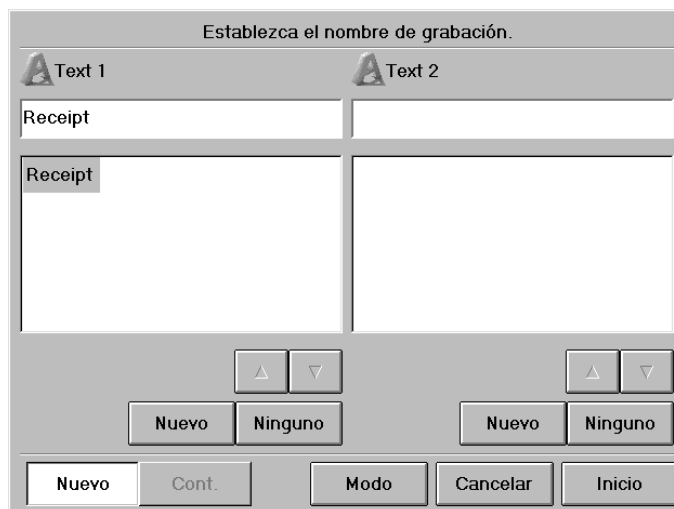 Establezca el nombre de grabación.
Text 1
Text 2
Receipt
Receipt
Nuevo Ninguno
Nuevo Ninguno
Nuevo Cont. Modo Cancelar Inicio